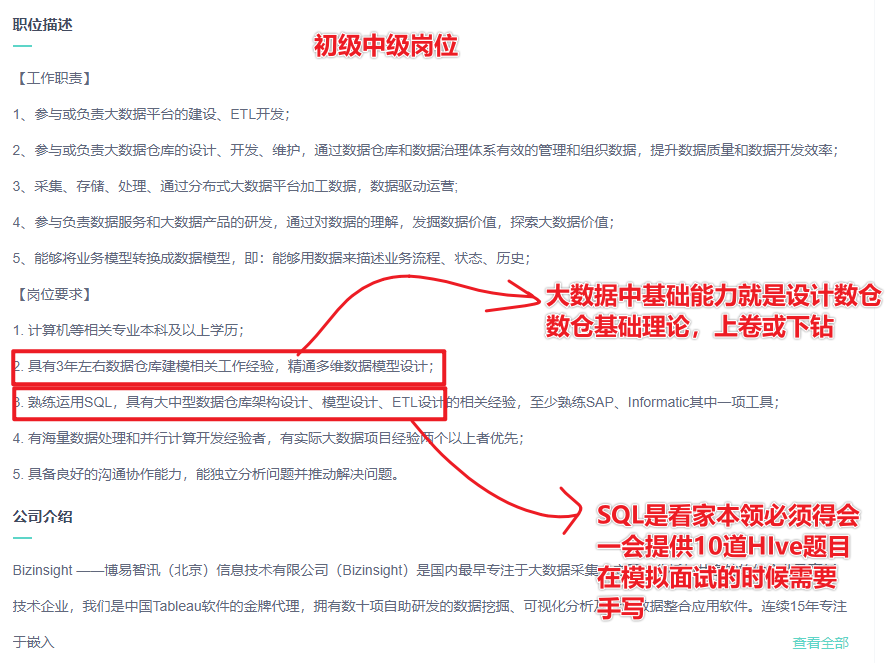 职位描述
初级中级岗位
【工作职责】
1、参与或负责大数据平台的建设、ETL开发；
2、参与或负责大数据仓库的设计、开发、维护，通过数据仓库和数据治理体系有效的管理和组织数据，提升数据质量和数据开发效率；
3、采集、存储、处理、通过分布式大数据平台加工数据，数据驱动运营；
4、参与负责数据服务和大数据产品的研发，通过对数据的理解，发掘数据价值，探索大数据价值；
5、能够将业务模型转换成数据模型，即：能够用数据来描述业务流程、状态、历史；
【岗位要求】
大数据中基础能力就是设计数仓
数仓基础理论，上卷或下钻
1. 计算机等相关专业本科及以上学历；
2. 具有3年左右数据仓库建模相关工作经验，精通多维数据模型设计；
3. 熟练运用SQL，具有大中型数据仓库架构设计、模型设计、ETL设计的相关经验，至少熟练SAP、Informatic其中一项工具；
4. 有海量数据处理和并行计算开发经验者，有实际大数据项目经验两个以上者优先；
5. 具备良好的沟通协作能力，能独立分析问题并推动解决问题。
公司介绍
SQL是看家本领必须得会
一会提供10道HIve题目
在模拟面试的时候需要
手写
Bizinsight ——博易智讯（北京）信息技术有限公司（Bizinsight）是国内最早专注于大数据采集
技术企业，我们是中国Tableau软件的金牌代理，拥有数十项自助研发的数据挖掘、可视化分析及 数据整合应用软件。连续15年专注
于嵌入
查看全部